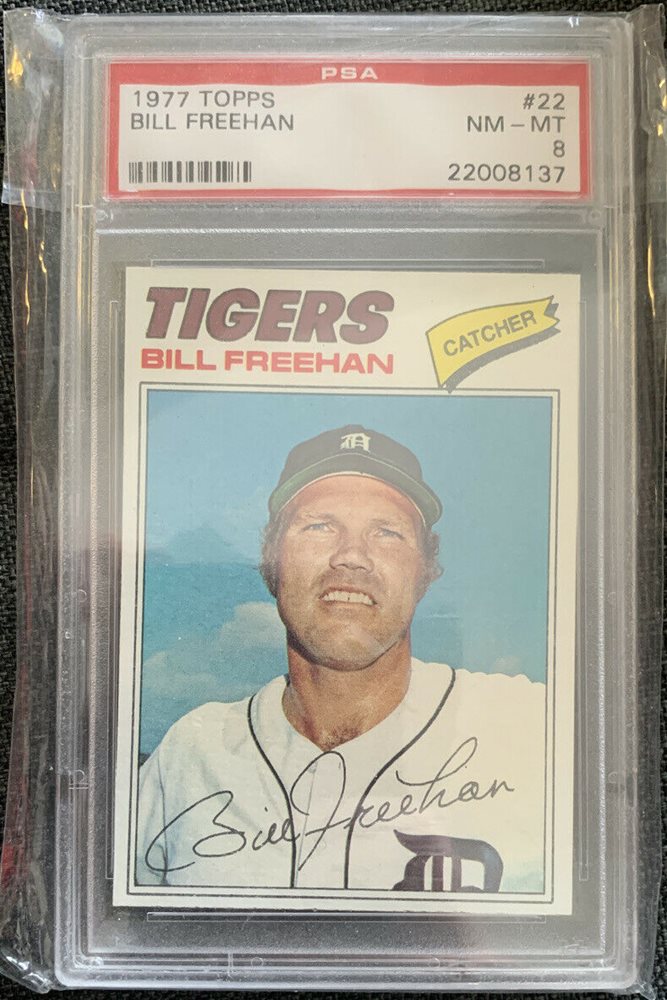 PSA
1977 TOPPS #22
BILL FREEHAN NM-MT
8
22008137
TIGERS
BILL FREEHAN
CATCHER
D
Bill Freehan
D